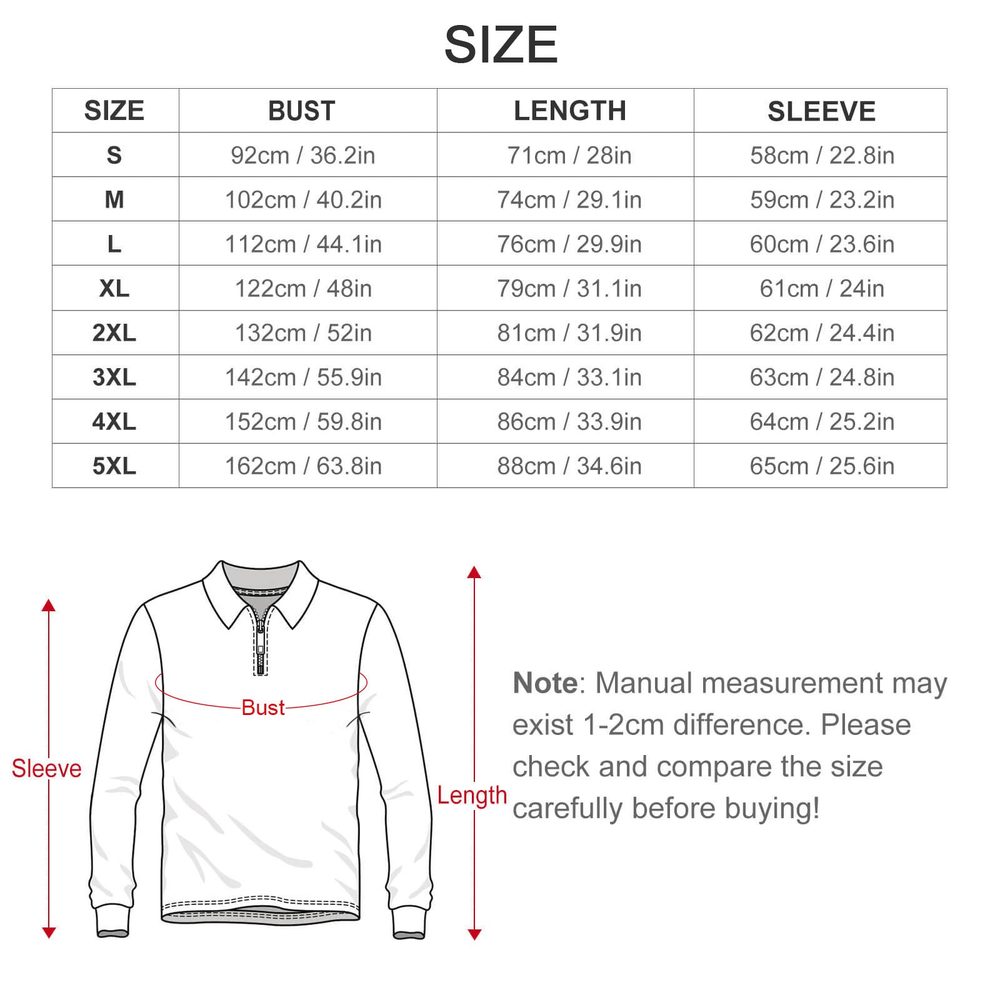 SIZE
SIZE BUST LENGTH SLEEVE
S 92cm / 36.2in 71cm / 28in 58cm / 22.8in
M 102cm / 40.2in 74cm / 29.1in 59cm / 23.2in
L 112cm / 44.1in 76cm / 29.9in 60cm / 23.6in
XL 122cm / 48in 79cm / 31.1in 61cm / 24in
2XL 132cm / 52in 81cm / 31.9in 62cm / 24.4in
3XL 142cm / 55.9in 84cm / 33.1in 63cm / 24.8in
4XL 152cm / 59.8in 86cm / 33.9in 64cm / 25.2in
5XL 162cm / 63.8in 88cm / 34.6in 65cm / 25.6in
Bust
Sleeve
Length
Note: Manual measurement may
exist 1-2cm difference. Please
check and compare the size
carefully before buying!